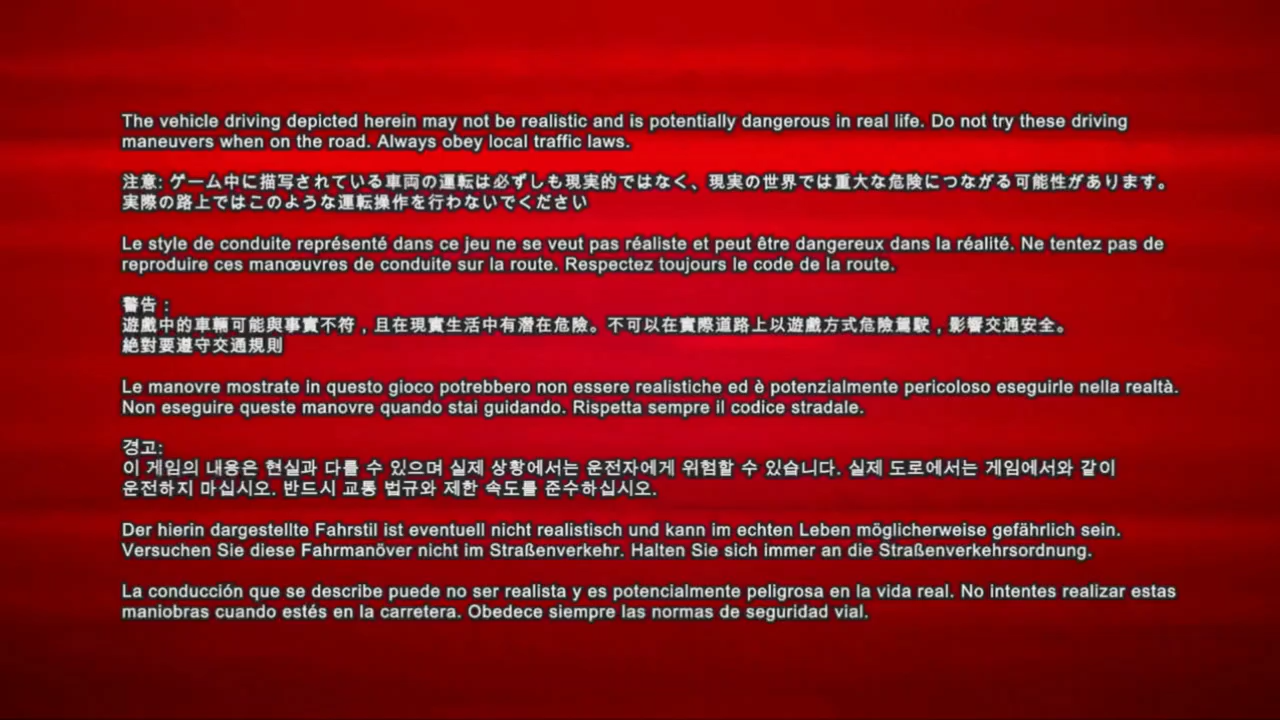 The vehicle driving depicted herein may not be realistic and is potentially dangerous in real life. Do not try these driving
maneuvers when on the road. Always obey local traffic laws.
注意: ゲーム中に描写されている車両の運転は必ずしも現実的ではなく、現実の世界では重大な危険につながる可能性があります。
実際の路上ではこのような運転操作を行わないでください
Le style de conduite représenté dans ce jeu ne se veut pas réaliste et peut être dangereux dans la réalité. Ne tentez pas de
reproduire ces manœuvres de conduite sur la route. Respectez toujours le code de la route.
警告：
遊戲中的車輛可能與事實不符，且在現實生活中有潛在危險。不可以在實際道路上以遊戲方式危險駕駛，影響交通安全。
絕對要遵守交通規則
Le manovre mostrate in questo gioco potrebbero non essere realistiche ed è potenzialmente pericoloso eseguirle nella realtà.
Non eseguire queste manovre quando stai guidando. Rispetta sempre il codice stradale.
경고:
이 게임의 내용은 현실과 다를 수 있으며 실제 상황에서는 운전자에게 위험할 수 있습니다. 실제 도로에서는 게임에서와 같이
운전하지 마십시오. 반드시 교통 법규와 제한 속도를 준수하십시오.
Der hierin dargestellte Fahrstil ist eventuell nicht realistisch und kann im echten Leben möglicherweise gefährlich sein.
Versuchen Sie diese Fahrmanöver nicht im Straßenverkehr. Halten Sie sich immer an die Straßenverkehrsordnung.
La conducción que se describe puede no ser realista y es potencialmente peligrosa en la vida real. No intentes realizar estas
maniobras cuando estés en la carretera. Obedece siempre las normas de seguridad vial.